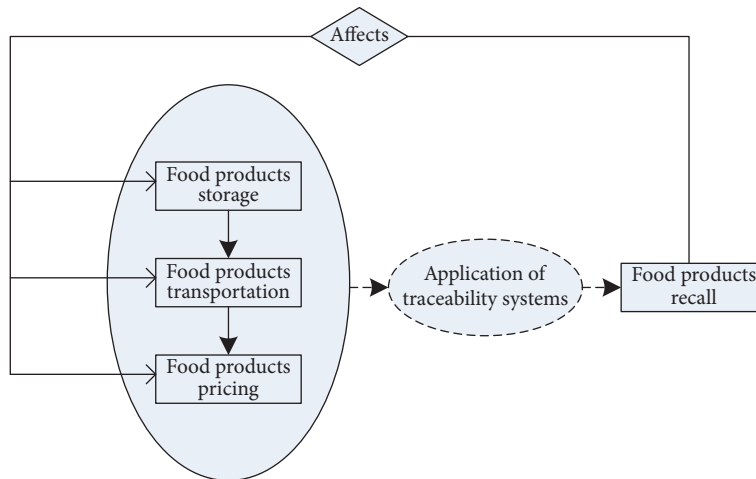 Affects
Food products
storage
Food products
transportation
Food products
pricing
Application of
traceability systems
Food products
recall